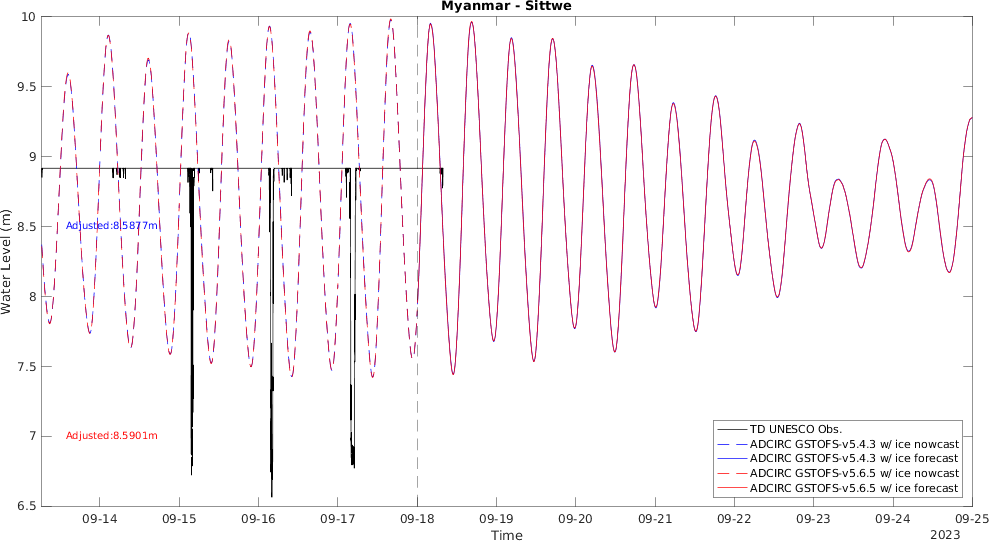 Myanmar - Sittwe
10
9.5
9
8.5
8
7.5
7
6.5
Water Level (m)
Adjusted:8.5877m
Adjusted:8.5901m
TD UNESCO Obs.
ADCIRC GSTOFS-v5.4.3 w/ ice nowcast
ADCIRC GSTOFS-v5.4.3 w/ ice forecast
ADCIRC GSTOFS-v5.6.5 w/ ice nowcast
ADCIRC GSTOFS-v5.6.5 w/ ice forecast
09-14 09-15 09-16 09-17 09-18 09-19 09-20 09-21 09-22 09-23 09-24 09-25
Time
2023